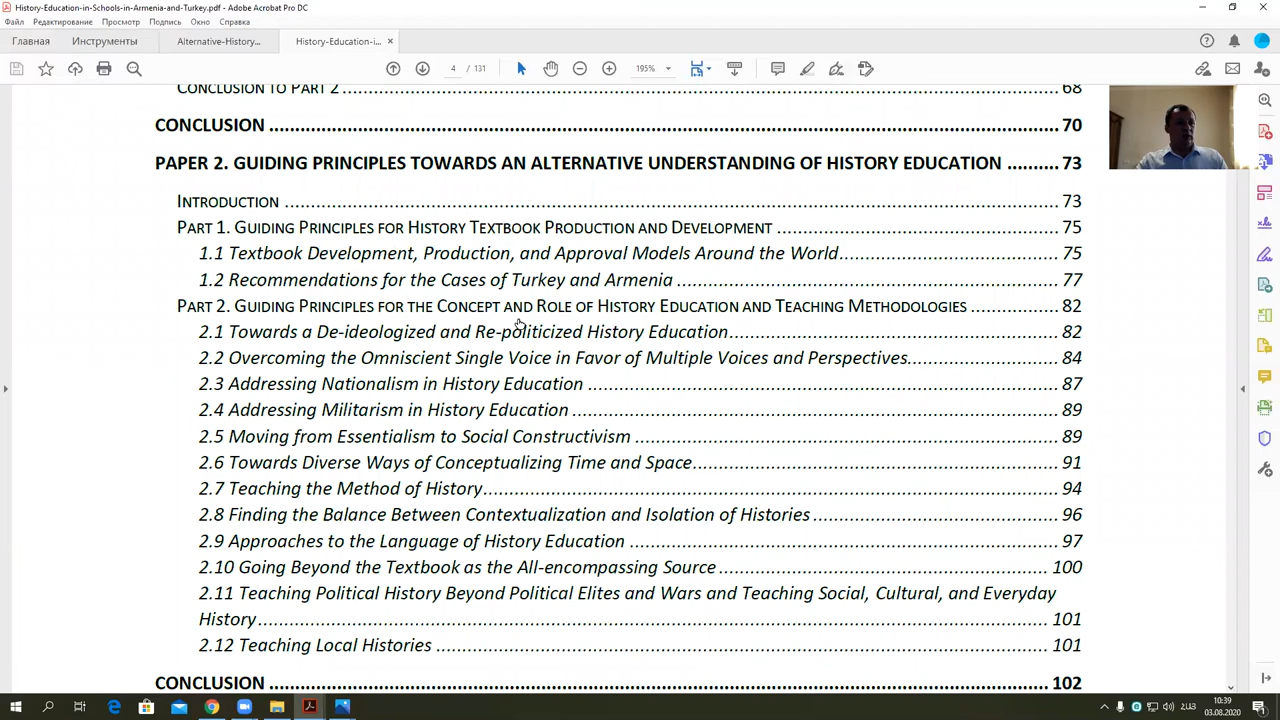 History-Education-in-Schools-in-Armenia-and-Turkey.pdf - Adobe Acrobat Pro DC
Файл Редактирование Просмотр Подпись Окно Справка
Главная Инструменты Alternative-History... History-Education-i... ×
4 / 131 195%
CONCLUSION TO PART 2 68
CONCLUSION 70
PAPER 2. GUIDING PRINCIPLES TOWARDS AN ALTERNATIVE UNDERSTANDING OF HISTORY EDUCATION 73
INTRODUCTION 73
PART 1. GUIDING PRINCIPLES FOR HISTORY TEXTBOOK PRODUCTION AND DEVELOPMENT 75
1.1 Textbook Development, Production, and Approval Models Around the World 75
1.2 Recommendations for the Cases of Turkey and Armenia 77
PART 2. GUIDING PRINCIPLES FOR THE CONCEPT AND ROLE OF HISTORY EDUCATION AND TEACHING METHODOLOGIES 82
2.1 Towards a De-ideologized and Re-politicized History Education 82
2.2 Overcoming the Omniscient Single Voice in Favor of Multiple Voices and Perspectives 84
2.3 Addressing Nationalism in History Education 87
2.4 Addressing Militarism in History Education 89
2.5 Moving from Essentialism to Social Constructivism 89
2.6 Towards Diverse Ways of Conceptualizing Time and Space 91
2.7 Teaching the Method of History 94
2.8 Finding the Balance Between Contextualization and Isolation of Histories 96
2.9 Approaches to the Language of History Education 97
2.10 Going Beyond the Textbook as the All-encompassing Source 100
2.11 Teaching Political History Beyond Political Elites and Wars and Teaching Social, Cultural, and Everyday
History 101
2.12 Teaching Local Histories 101
CONCLUSION 102
10:39
03.08.2020